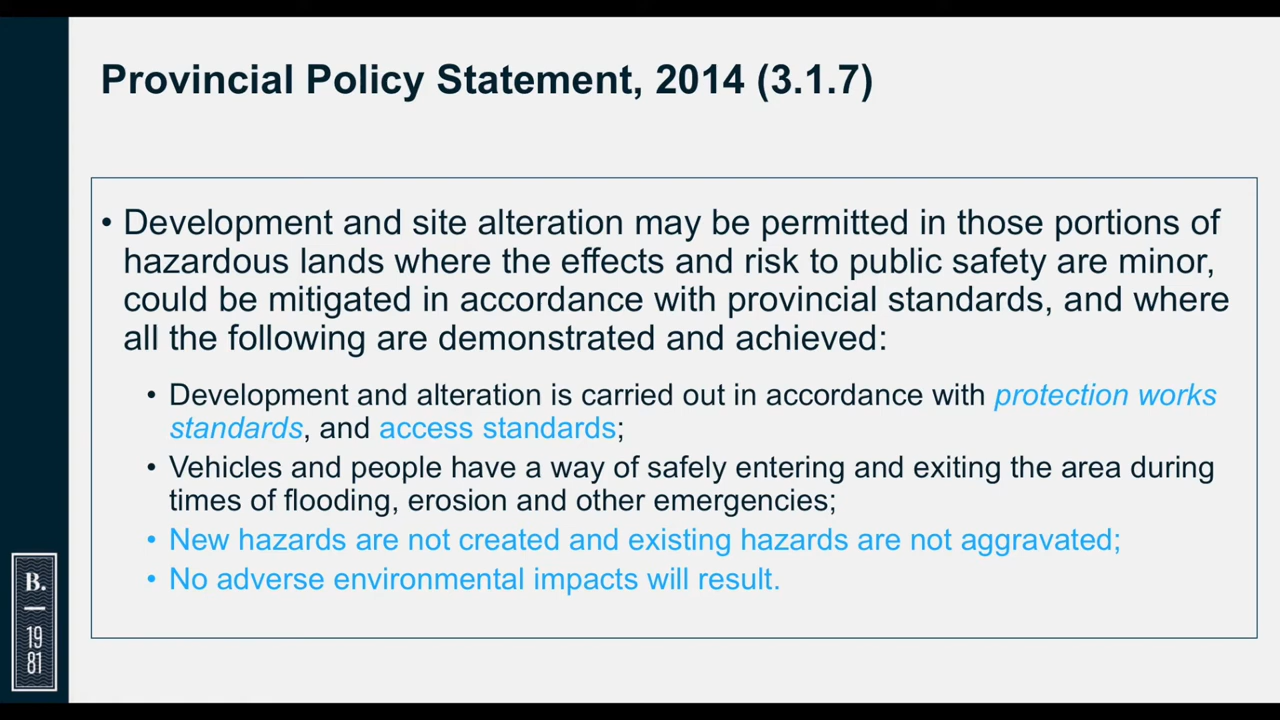 Provincial Policy Statement, 2014 (3.1.7)
• Development and site alteration may be permitted in those portions of
hazardous lands where the effects and risk to public safety are minor,
could be mitigated in accordance with provincial standards, and where
all the following are demonstrated and achieved:
• Development and alteration is carried out in accordance with protection works
standards, and access standards;
• Vehicles and people have a way of safely entering and exiting the area during
times of flooding, erosion and other emergencies;
• New hazards are not created and existing hazards are not aggravated;
• No adverse environmental impacts will result.
B.
19
81